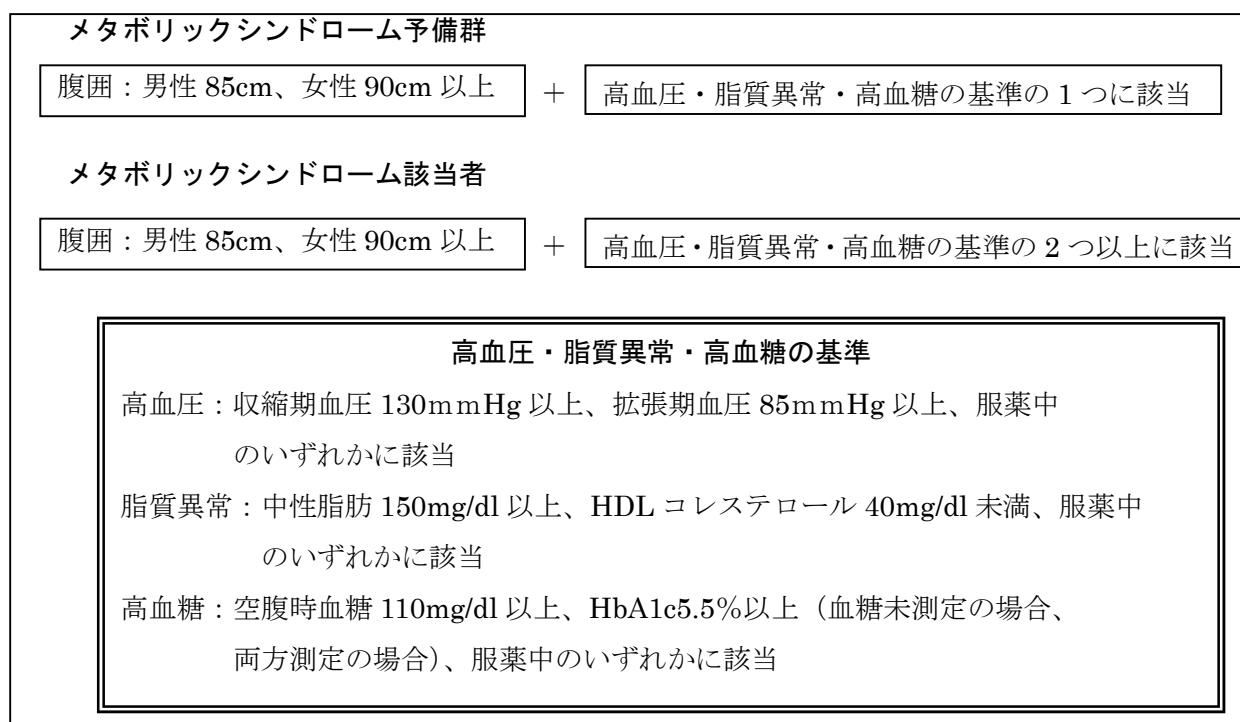 メタボリックシンドローム予備群
腹囲：男性 85cm、女性 90cm 以上 ＋ 高血圧・脂質異常・高血糖の基準の 1 つに該当
メタボリックシンドローム該当者
腹囲：男性 85cm、女性 90cm 以上 ＋ 高血圧・脂質異常・高血糖の基準の 2 つ以上に該当
高血圧・脂質異常・高血糖の基準
高血圧：収縮期血圧 130ｍｍHg 以上、拡張期血圧 85ｍｍHg 以上、服薬中
のいずれかに該当
脂質異常：中性脂肪 150mg/dl 以上、HDL コレステロール 40mg/dl 未満、服薬中
のいずれかに該当
高血糖：空腹時血糖 110mg/dl 以上、HbA1c5.5％以上（血糖未測定の場合、
両方測定の場合）、服薬中のいずれかに該当